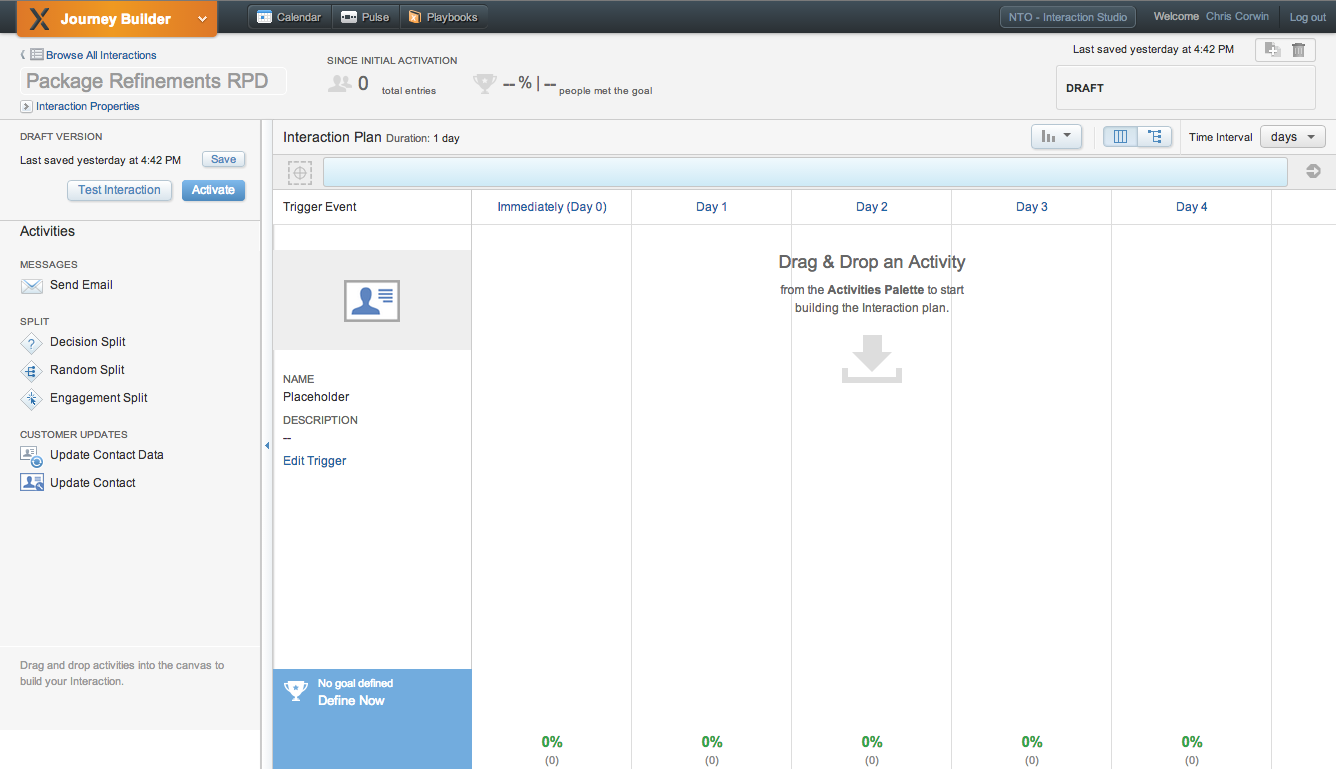 Journey Builder
Calendar
Pulse
Playbooks
NTO - Interaction Studio
Welcome Chris Corwin
Log out
Browse All Interactions
Package Refinements RPD
Interaction Properties
SINCE INITIAL ACTIVATION
0 total entries
-- % | -- people met the goal
Last saved yesterday at 4:42 PM
DRAFT
DRAFT VERSION
Last saved yesterday at 4:42 PM
Save
Test Interaction
Activate
Activities
MESSAGES
Send Email
SPLIT
Decision Split
Random Split
Engagement Split
CUSTOMER UPDATES
Update Contact Data
Update Contact
Drag and drop activities into the canvas to
build your Interaction.
Interaction Plan Duration: 1 day
Time Interval
days
Trigger Event
Immediately (Day 0)
Day 1
Day 2
Day 3
Day 4
NAME
Placeholder
DESCRIPTION
--
Edit Trigger
Drag & Drop an Activity
from the Activities Palette to start
building the Interaction plan.
No goal defined
Define Now
0%
(0)
0%
(0)
0%
(0)
0%
(0)
0%
(0)